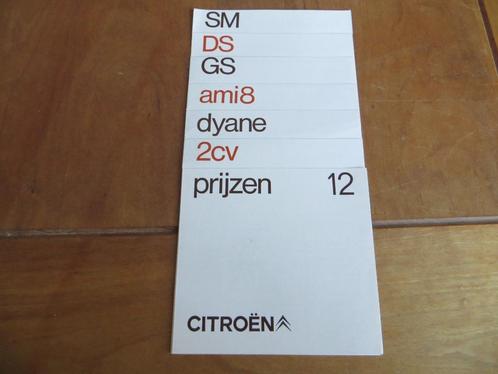 SM
DS
GS
ami8
dyane
2cv
prijzen 12
CITROËN